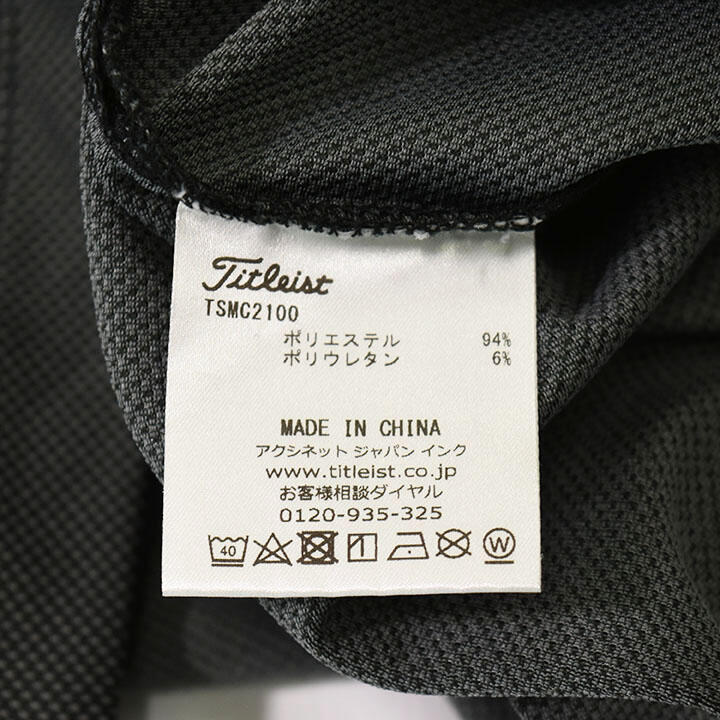 Titleist
TSMC2100
ポリエステル 94%
ポリウレタン 6%
MADE IN CHINA
アクシネット ジャパン インク
www.titleist.co.jp
お客様相談ダイヤル
0120-935-325
40 W